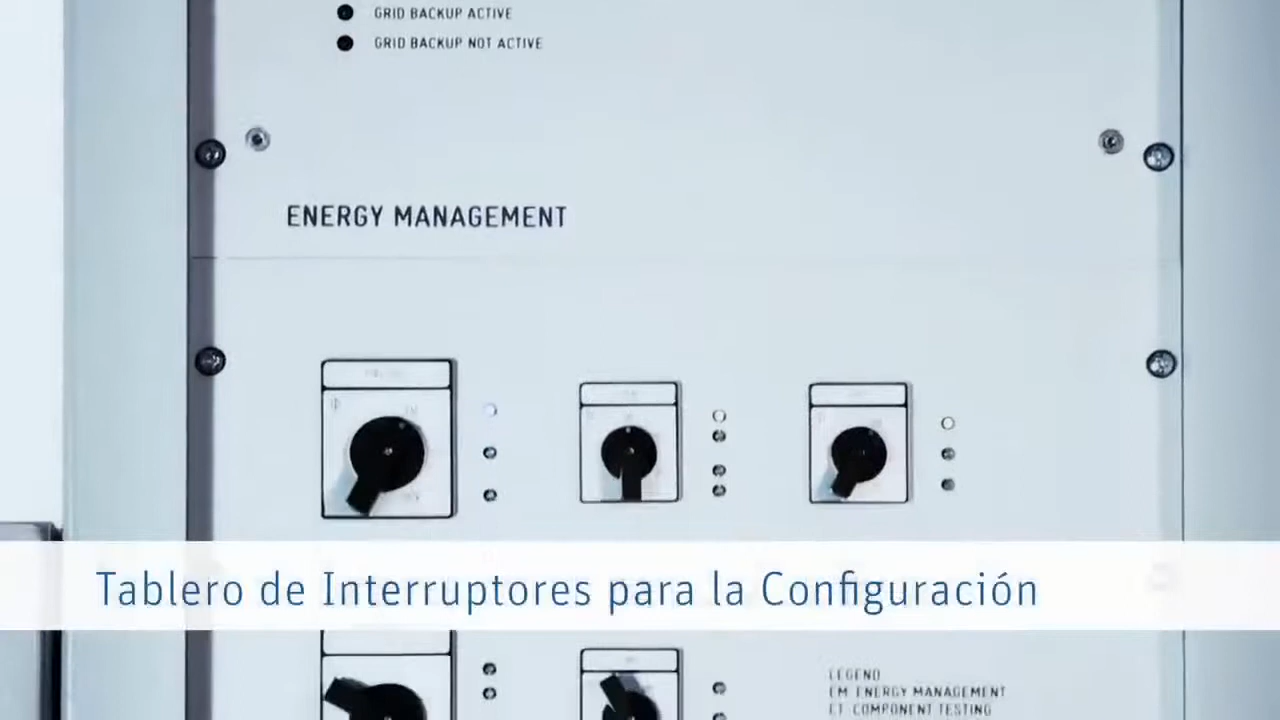 GRID BACKUP ACTIVE
GRID BACKUP NOT ACTIVE
ENERGY MANAGEMENT
Tablero de Interruptores para la Configuración
LEGEND
EM ENERGY MANAGEMENT
CT COMPONENT TESTING